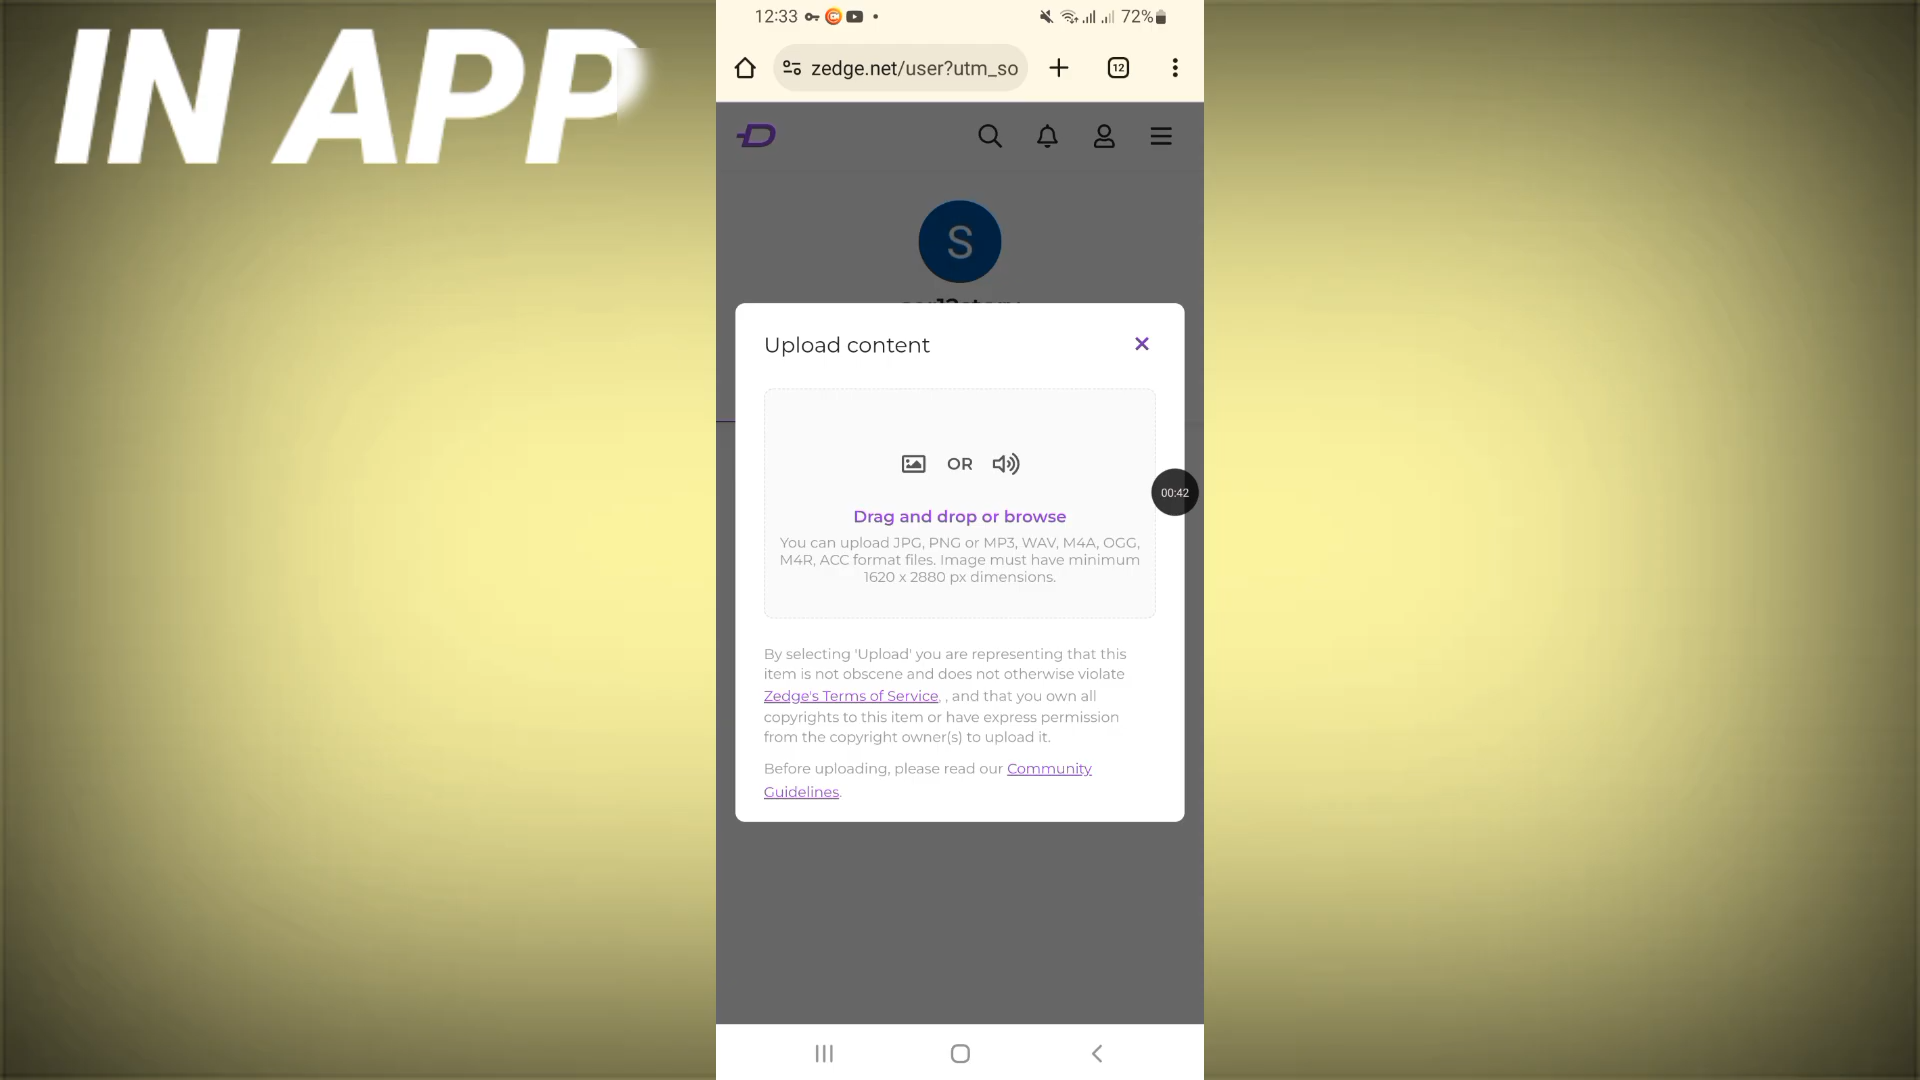 IN APP
12:33
72%
zedge.net/user?utm_so
12
S
Upload content
OR
Drag and drop or browse
You can upload JPG, PNG or MP3, WAV, M4A, OGG,
M4R, ACC format files. Image must have minimum
1620 x 2880 px dimensions.
00:42
By selecting 'Upload' you are representing that this
item is not obscene and does not otherwise violate
Zedge's Terms of Service, , and that you own all
copyrights to this item or have express permission
from the copyright owner(s) to upload it.
Before uploading, please read our Community
Guidelines.